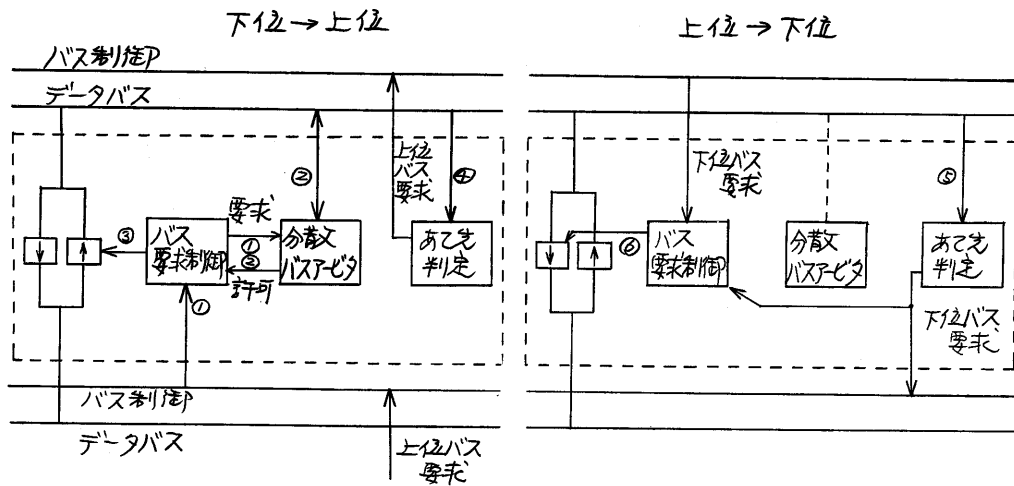 下位→上位
バス制御
データバス
上位
バス
要求
②
④
要求
③
バス
要求制御
①
②
許可
分散
バスアービタ
あて先
判定
①
バス制御
データバス
上位バス
要求
上位→下位
下位バス
要求
⑤
⑥
バス
要求制御
分散
バスアービタ
あて先
判定
下位バス
要求